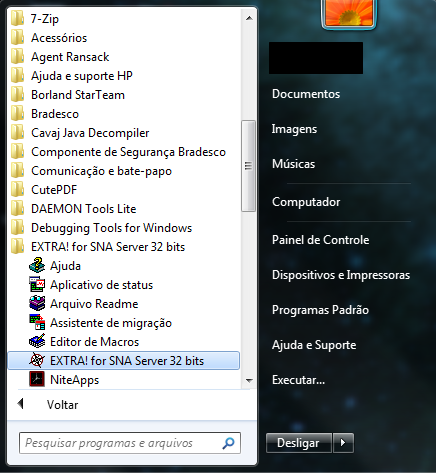 7-Zip
Acessórios
Agent Ransack
Ajuda e suporte HP
Borland StarTeam
Bradesco
Cavaj Java Decompiler
Componente de Segurança Bradesco
Comunicação e bate-papo
CutePDF
DAEMON Tools Lite
Debugging Tools for Windows
EXTRA! for SNA Server 32 bits
Ajuda
Aplicativo de status
Arquivo Readme
Assistente de migração
Editor de Macros
EXTRA! for SNA Server 32 bits
NiteApps
Voltar
Pesquisar programas e arquivos
Documentos
Imagens
Músicas
Computador
Painel de Controle
Dispositivos e Impressoras
Programas Padrão
Ajuda e Suporte
Executar...
Desligar